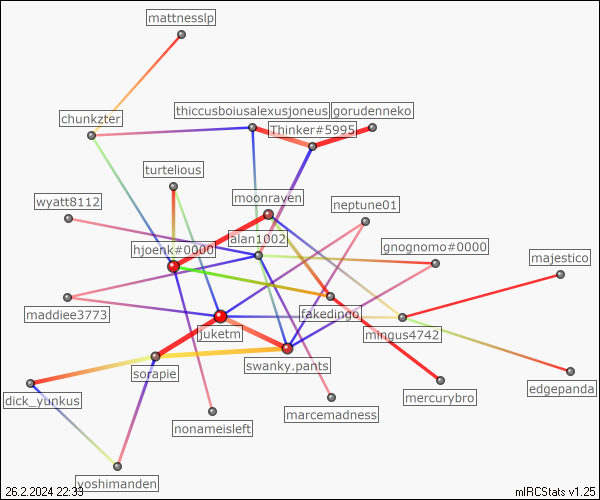 mattnesslp
chunkzter
thiccusboiusalexusjoneus
gorudenneko
Thinker#5995
turtelious
wyatt8112
moonraven
neptune01
alan1002
hjoenk#0000
gnognomo#0000
majestico
maddiee3773
fakedingo
juketm
mingus4742
sorapie
swanky.pants
dick_yunkus
edgepanda
mercurybro
marcemadness
nonameisleft
yoshimanden
26.2.2024 22:33
mIRCStats v1.25